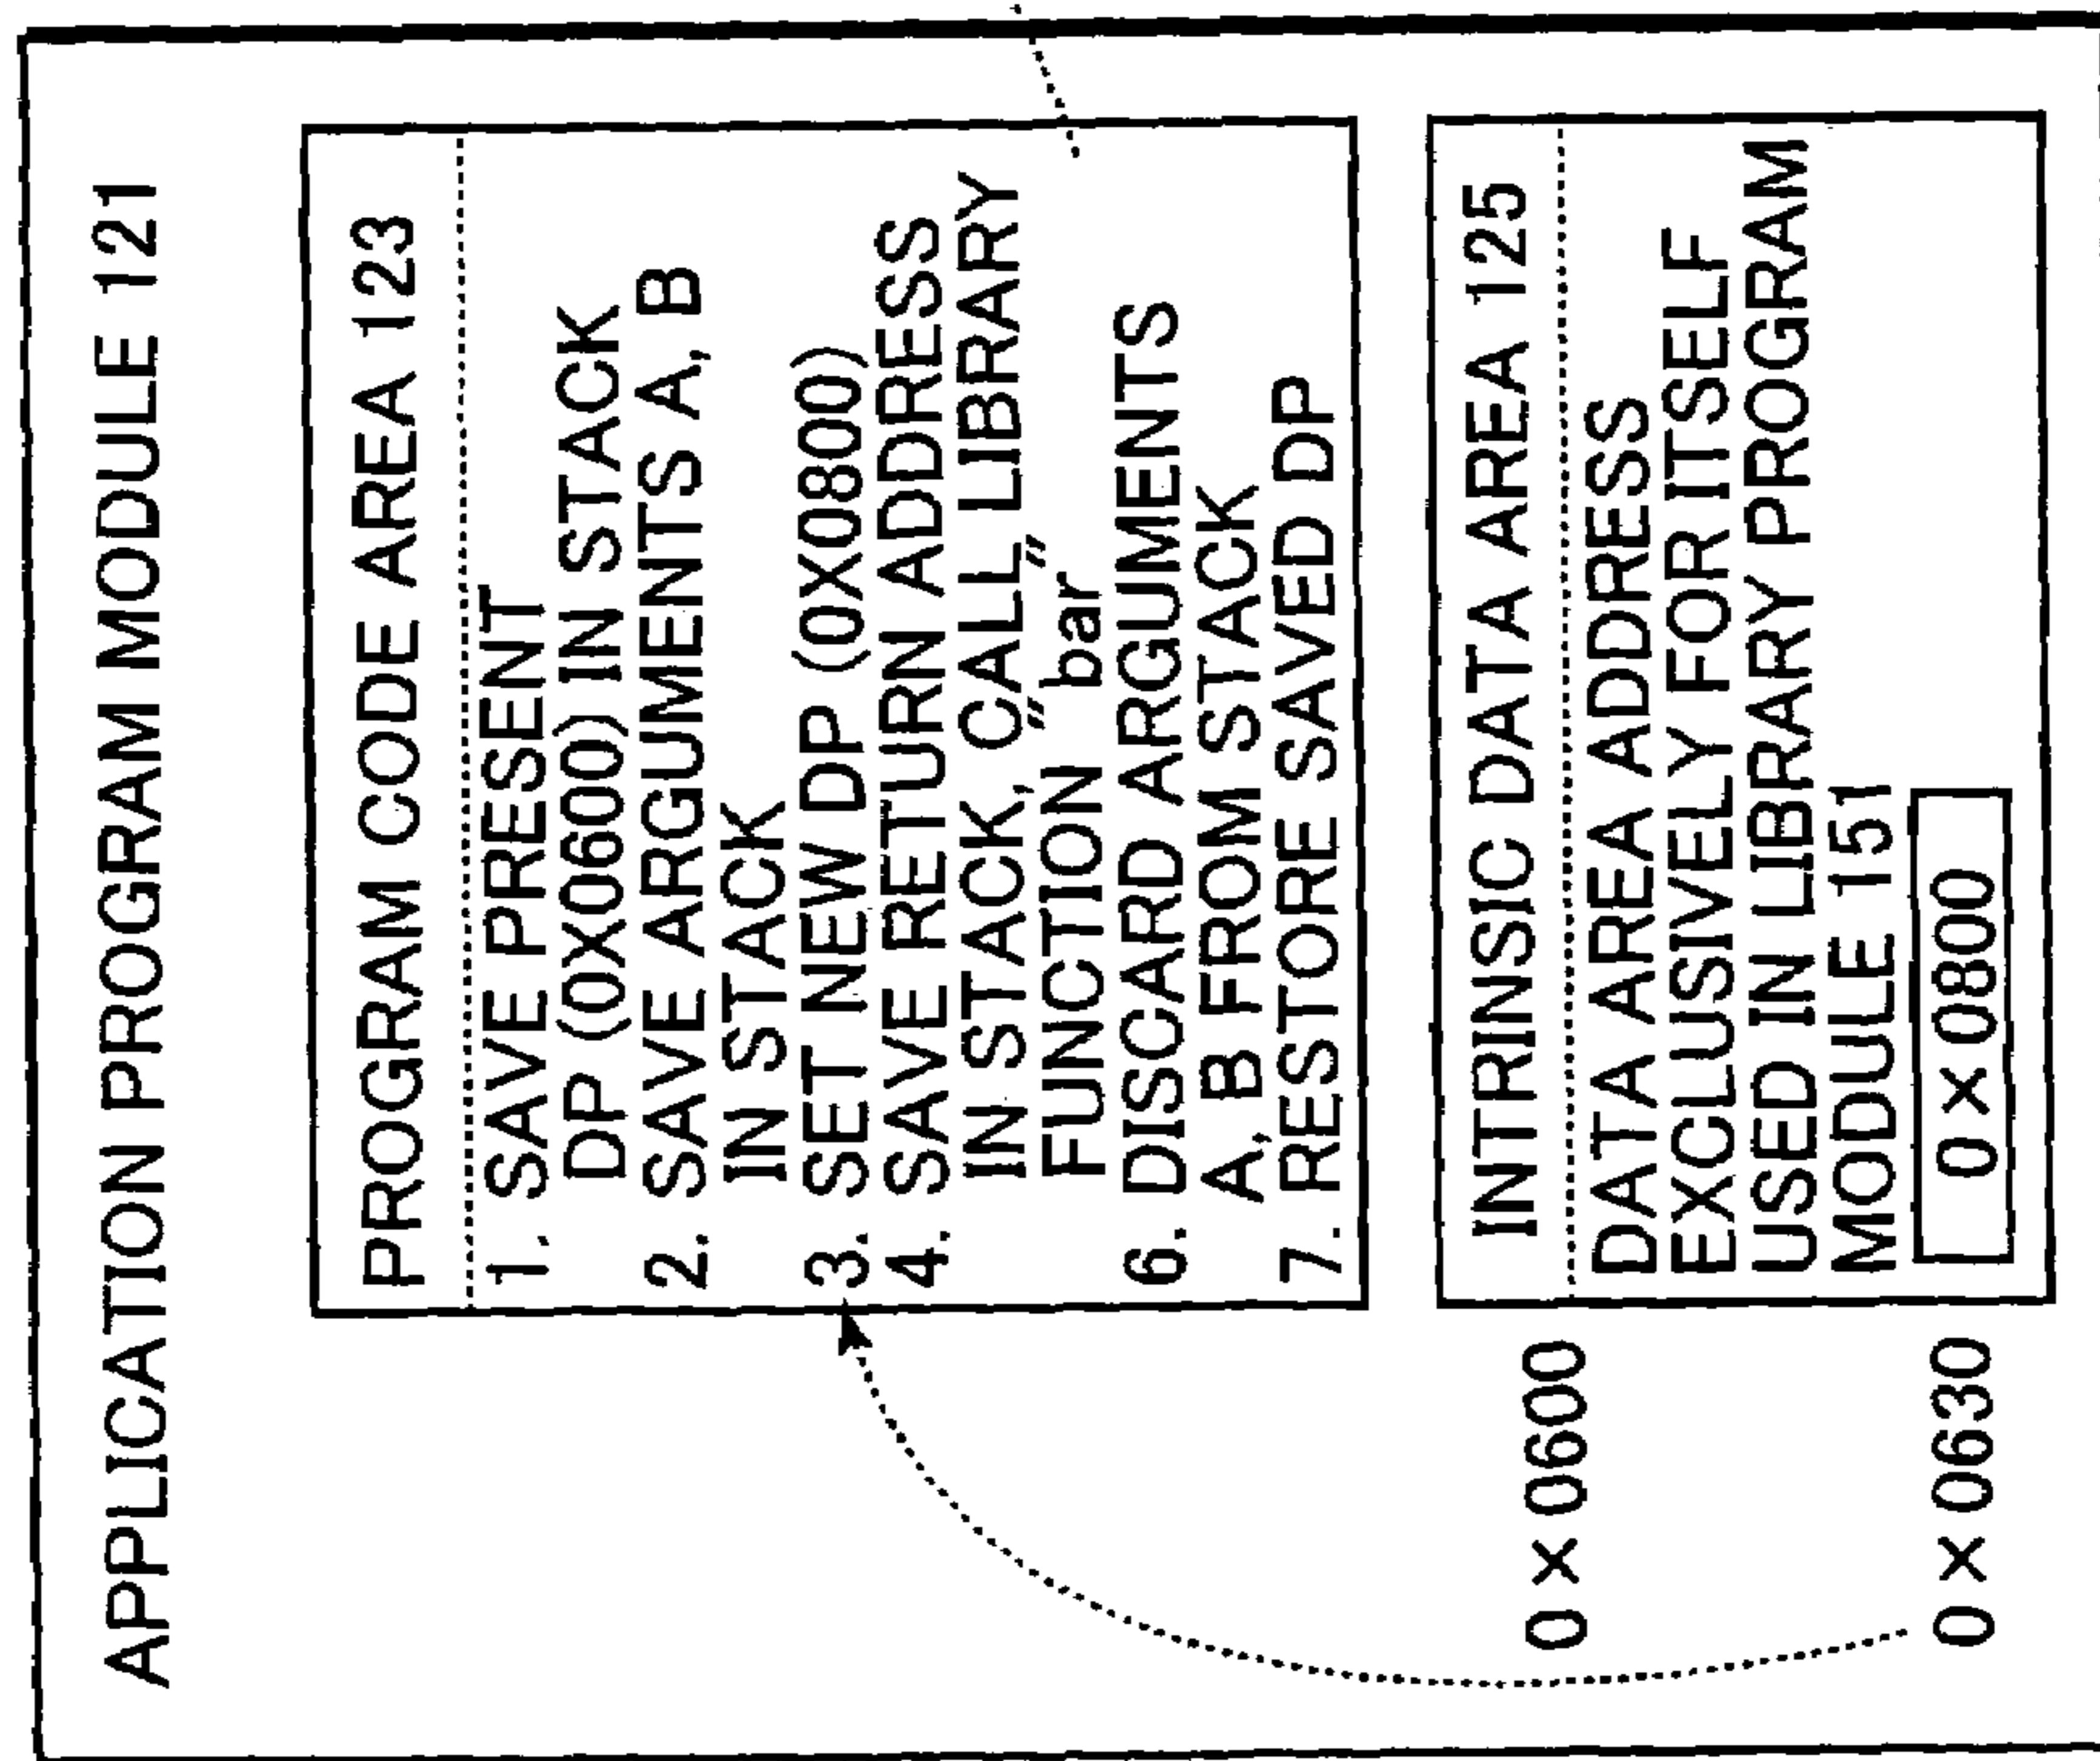 APPLICATION PROGRAM MODULE 121
PROGRAM CODE AREA 123
1. SAVE PRESENT
DP (0X0600) IN STACK
2. SAVE ARGUMENTS A, B
IN STACK
3. SET NEW DP (0X0800)
4. SAVE RETURN ADDRESS
IN STACK, CALL LIBRARY
FUNCTION "bar"
6. DISCARD ARGUMENTS
A, B FROM STACK
7. RESTORE SAVED DP
INTRINSIC DATA AREA 125
0×0600
DATA AREA ADDRESS
EXCLUSIVELY FOR ITSELF
USED IN LIBRARY PROGRAM
MODULE 151
0×0630
0×0800